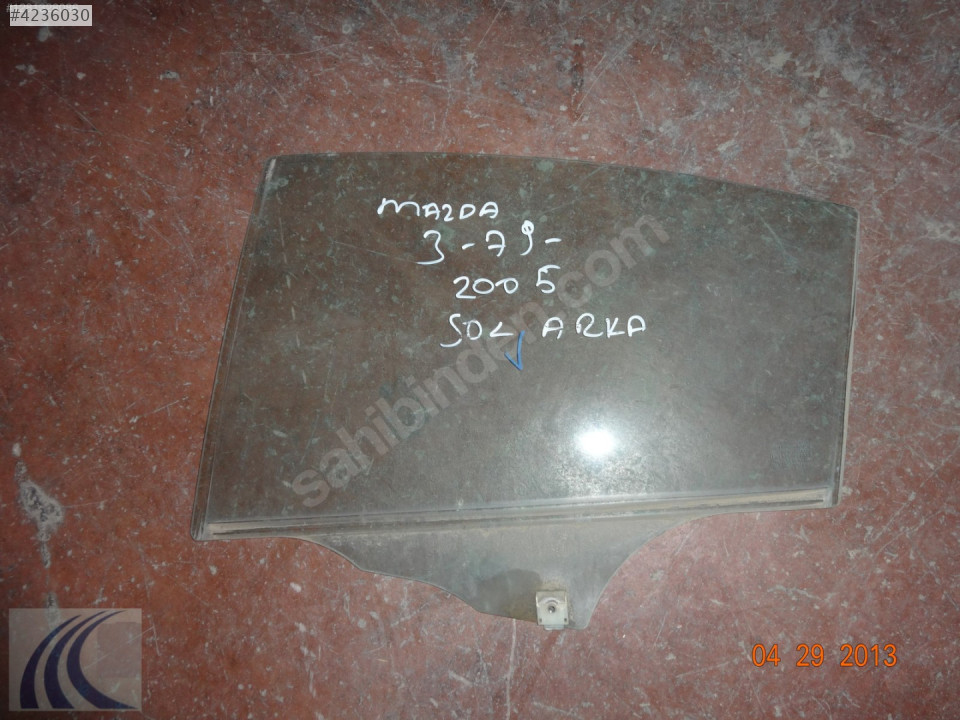 #4236030
MAZDA
3-79-
2005
SOL ARKA
sahibinden.com
04 29 2013